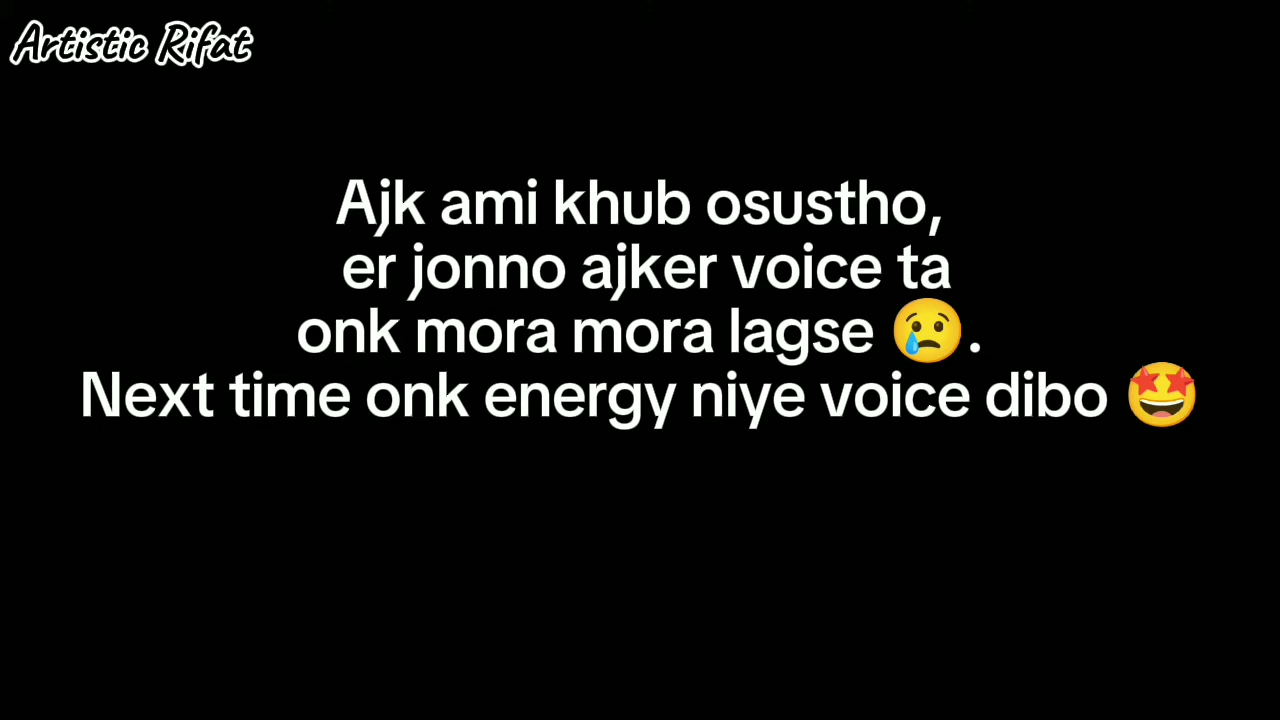 Artistic Rifat
Ajk ami khub osustho,
er jonno ajker voice ta
onk mora mora lagse 😢.
Next time onk energy niye voice dibo 🤩